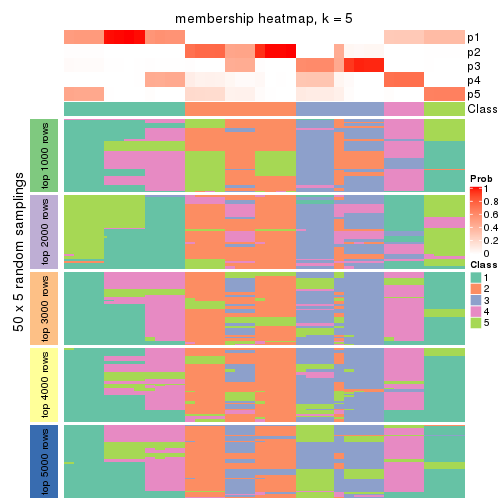 membership heatmap, k = 5
p1
p2
p3
p4
p5
Class
50 x 5 random samplings
top 1000 rows
top 2000 rows
top 3000 rows
top 4000 rows
top 5000 rows
Prob
1
0.8
0.6
0.4
0.2
0
Class
1
2
3
4
5